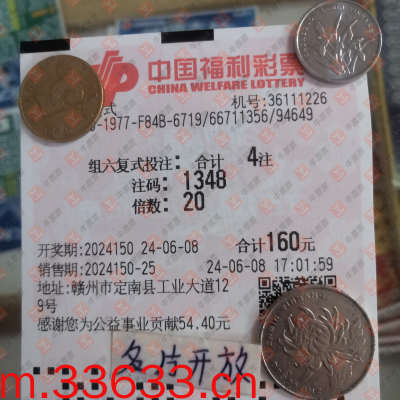 中国福利彩票
CHINA WELFARE LOTTERY
式 机号:36111226
-1977-F84B-6719/66711356/94649
组六复式投注: 合计 4注
注码: 1348
倍数: 20
开奖期:2024150 24-06-08 合计160元
销售期:2024150-25 24-06-08 17:01:59
地址:赣州市定南县工业大道12
9号
感谢您为公益事业贡献54.40元
各片开放
m.33633.cn